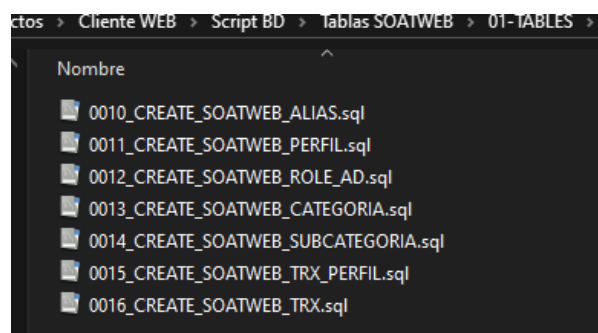 ctos > Cliente WEB > Script BD > Tablas SOATWEB > 01-TABLES >
Nombre
0010_CREATE_SOATWEB_ALIAS.sql
0011_CREATE_SOATWEB_PERFIL.sql
0012_CREATE_SOATWEB_ROLE_AD.sql
0013_CREATE_SOATWEB_CATEGORIA.sql
0014_CREATE_SOATWEB_SUBCATEGORIA.sql
0015_CREATE_SOATWEB_TRX_PERFIL.sql
0016_CREATE_SOATWEB_TRX.sql